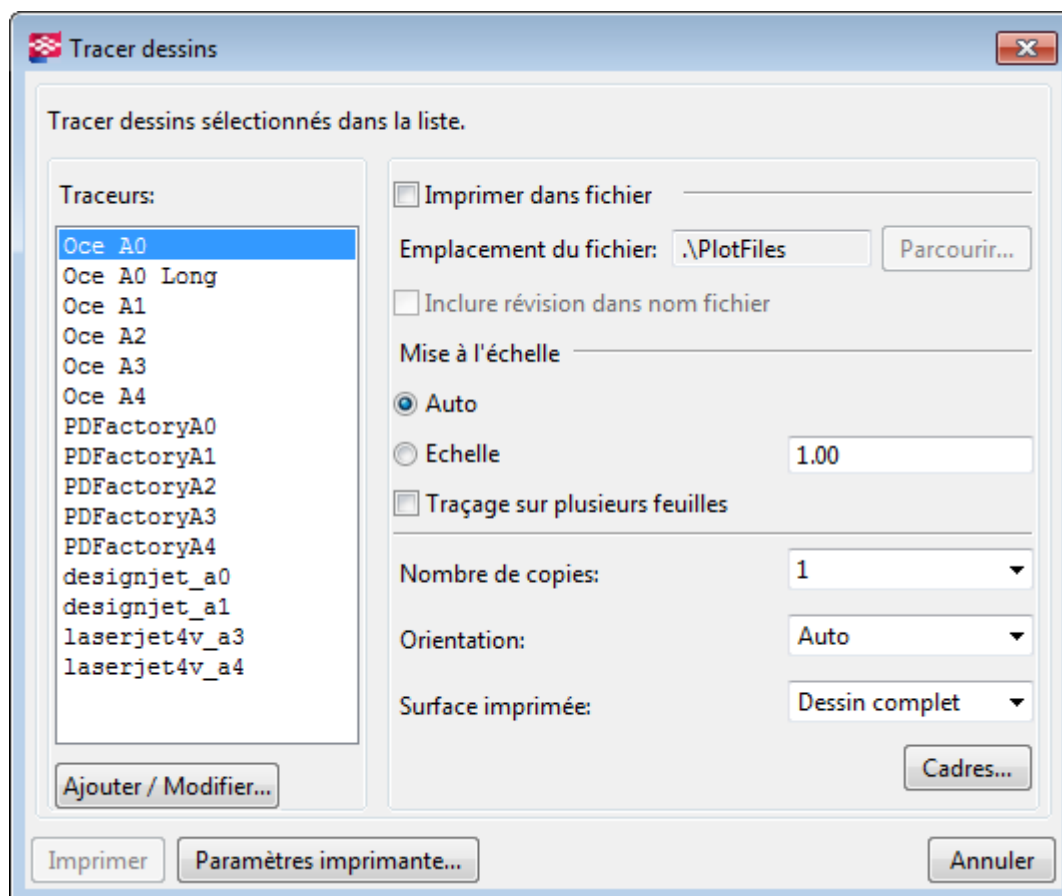 Tracer dessins
Tracer dessins sélectionnés dans la liste.
Traceurs:
Oce A0
Oce A0 Long
Oce A1
Oce A2
Oce A3
Oce A4
PDFactoryA0
PDFactoryA1
PDFactoryA2
PDFactoryA3
PDFactoryA4
designjet_a0
designjet_a1
laserjet4v_a3
laserjet4v_a4
Ajouter / Modifier...
Imprimer dans fichier
Emplacement du fichier: .\PlotFiles Parcourir...
Inclure révision dans nom fichier
Mise à l'échelle
Auto
Echelle 1.00
Traçage sur plusieurs feuilles
Nombre de copies: 1
Orientation: Auto
Surface imprimée: Dessin complet
Cadres...
Imprimer Paramètres imprimante... Annuler